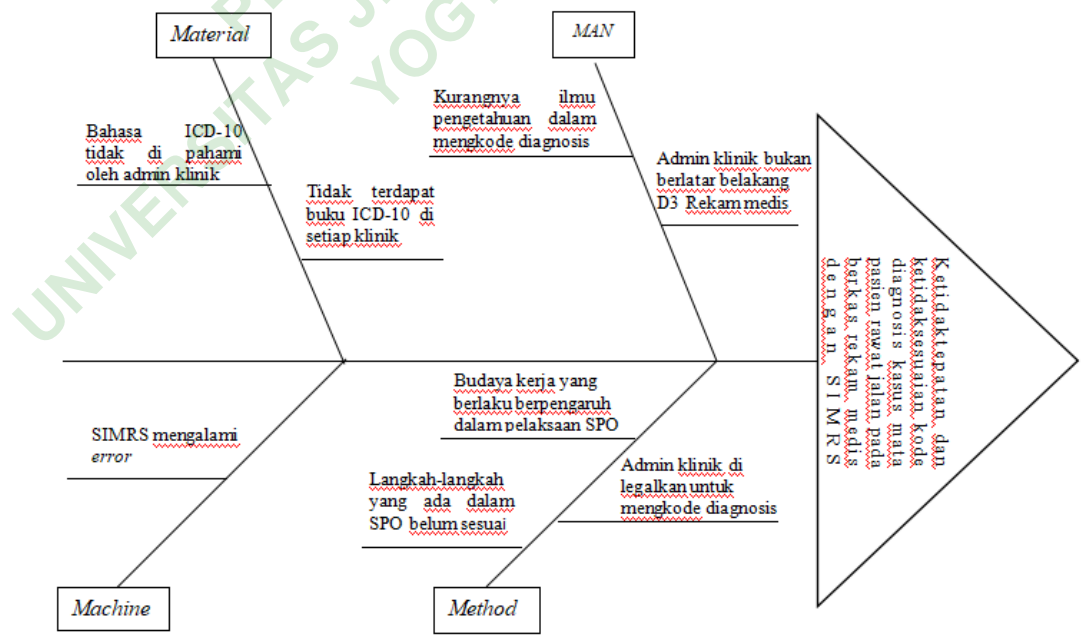 UNIVERSITAS JE
YOGY
Material
MAN
Bahasa ICD-10
tidak di pahami
oleh admin klinik
Tidak terdapat
buku ICD-10 di
setiap klinik
Kurangnya ilmu
pengetahuan dalam
mengkode diagnosis
Admin klinik bukan
berlatar belakang
D3 Rekam medis
Ketidaktepatan dan
ketidaksesuaian kode
diagnosis kasus mata
pasien rawat jalan pada
berkas rekam medis
dengan SIMRS
SIMRS mengalami
error
Budaya kerja yang
berlaku berpengaruh
dalam pelaksaan SPO
Langkah-langkah
yang ada dalam
SPO belum sesuai
Admin klinik di
legalkan untuk
mengkode diagnosis
Machine
Method